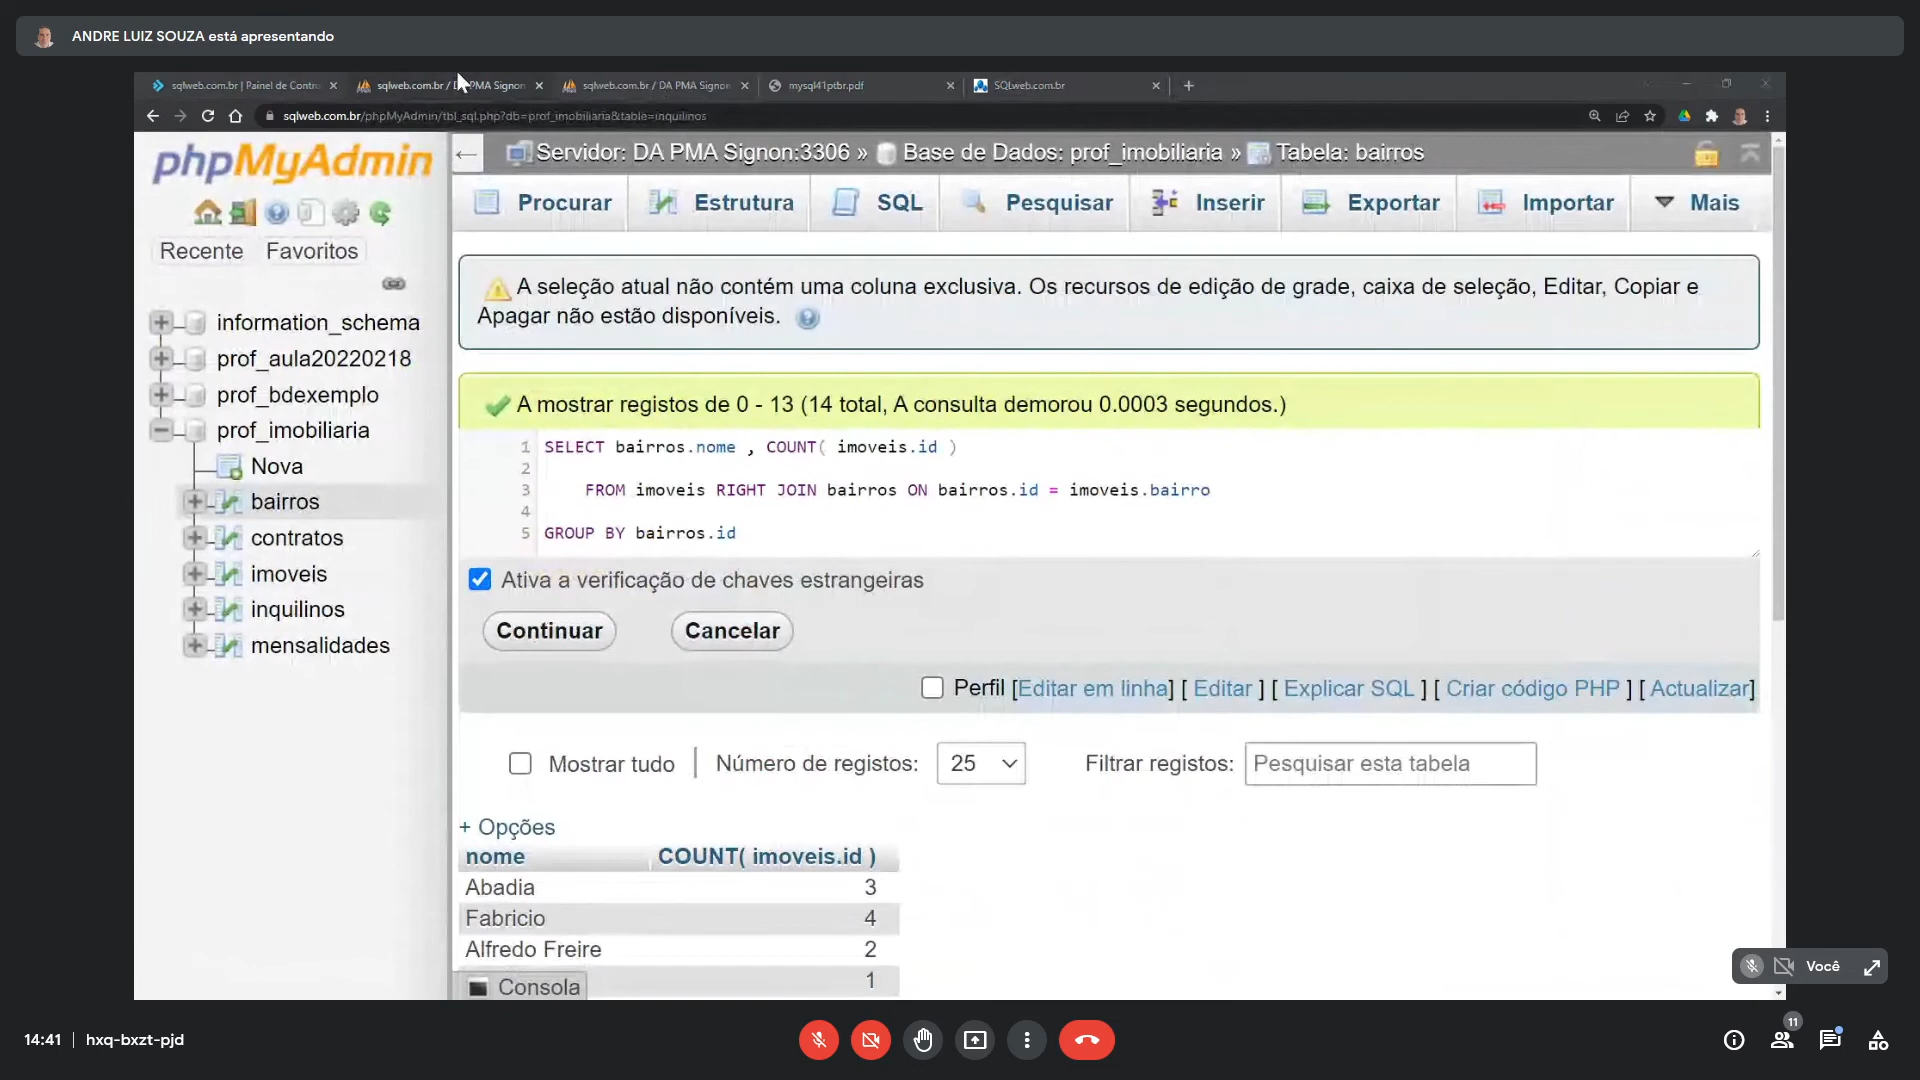 ANDRE LUIZ SOUZA está apresentando
sqlweb.com.br | Painel de Contro
sqlweb.com.br / DA PMA Signon
sqlweb.com.br / DA PMA Signon
mysql41ptbr.pdf
SQLweb.com.br
sqlweb.com.br/phpMyAdmin/tbl_sql.php?db=prof_imobiliaria&table=inquilinos
phpMyAdmin
Recente Favoritos
information_schema
prof_aula20220218
prof_bdexemplo
prof_imobiliaria
Nova
bairros
contratos
imoveis
inquilinos
mensalidades
Servidor: DA PMA Signon:3306 » Base de Dados: prof_imobiliaria » Tabela: bairros
Procurar Estrutura SQL Pesquisar Inserir Exportar Importar Mais
A seleção atual não contém uma coluna exclusiva. Os recursos de edição de grade, caixa de seleção, Editar, Copiar e
Apagar não estão disponíveis.
A mostrar registos de 0 - 13 (14 total, A consulta demorou 0.0003 segundos.)
1 SELECT bairros.nome , COUNT( imoveis.id )
2
3 FROM imoveis RIGHT JOIN bairros ON bairros.id = imoveis.bairro
4
5 GROUP BY bairros.id
Ativa a verificação de chaves estrangeiras
Continuar Cancelar
Perfil [Editar em linha] [ Editar ] [ Explicar SQL ] [ Criar código PHP ] [ Actualizar]
Mostrar tudo | Número de registos: 25 Filtrar registos: Pesquisar esta tabela
+ Opções
nome COUNT( imoveis.id )
Abadia 3
Fabricio 4
Alfredo Freire 2
1
Consola
Você
14:41 | hxq-bxzt-pjd
11